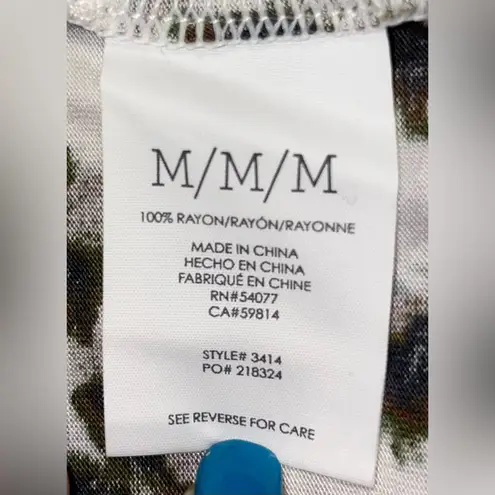 M/M/M
100% RAYON/RAYÓN/RAYONNE
MADE IN CHINA
HECHO EN CHINA
FABRIQUÉ EN CHINE
RN#54077
CA#59814
STYLE# 3414
PO# 218324
SEE REVERSE FOR CARE